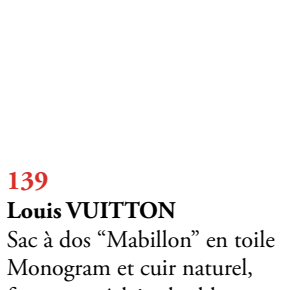 139
Louis VUITTON
Sac à dos “Mabillon” en toile
Monogram et cuir naturel,